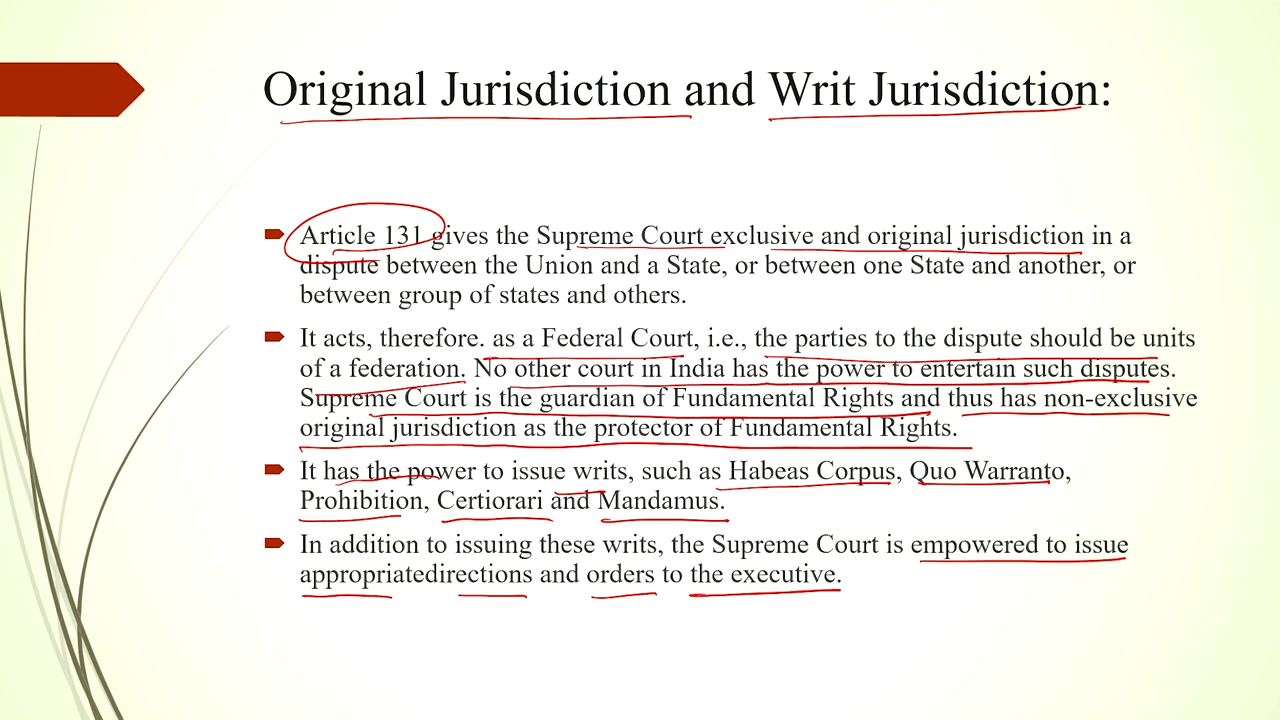 Original Jurisdiction and Writ Jurisdiction:
Article 131 gives the Supreme Court exclusive and original jurisdiction in a
dispute between the Union and a State, or between one State and another, or
between group of states and others.
It acts, therefore. as a Federal Court, i.e., the parties to the dispute should be units
of a federation. No other court in India has the power to entertain such disputes.
Supreme Court is the guardian of Fundamental Rights and thus has non-exclusive
original jurisdiction as the protector of Fundamental Rights.
It has the power to issue writs, such as Habeas Corpus, Quo Warranto,
Prohibition, Certiorari and Mandamus.
In addition to issuing these writs, the Supreme Court is empowered to issue
appropriatedirections and orders to the executive.